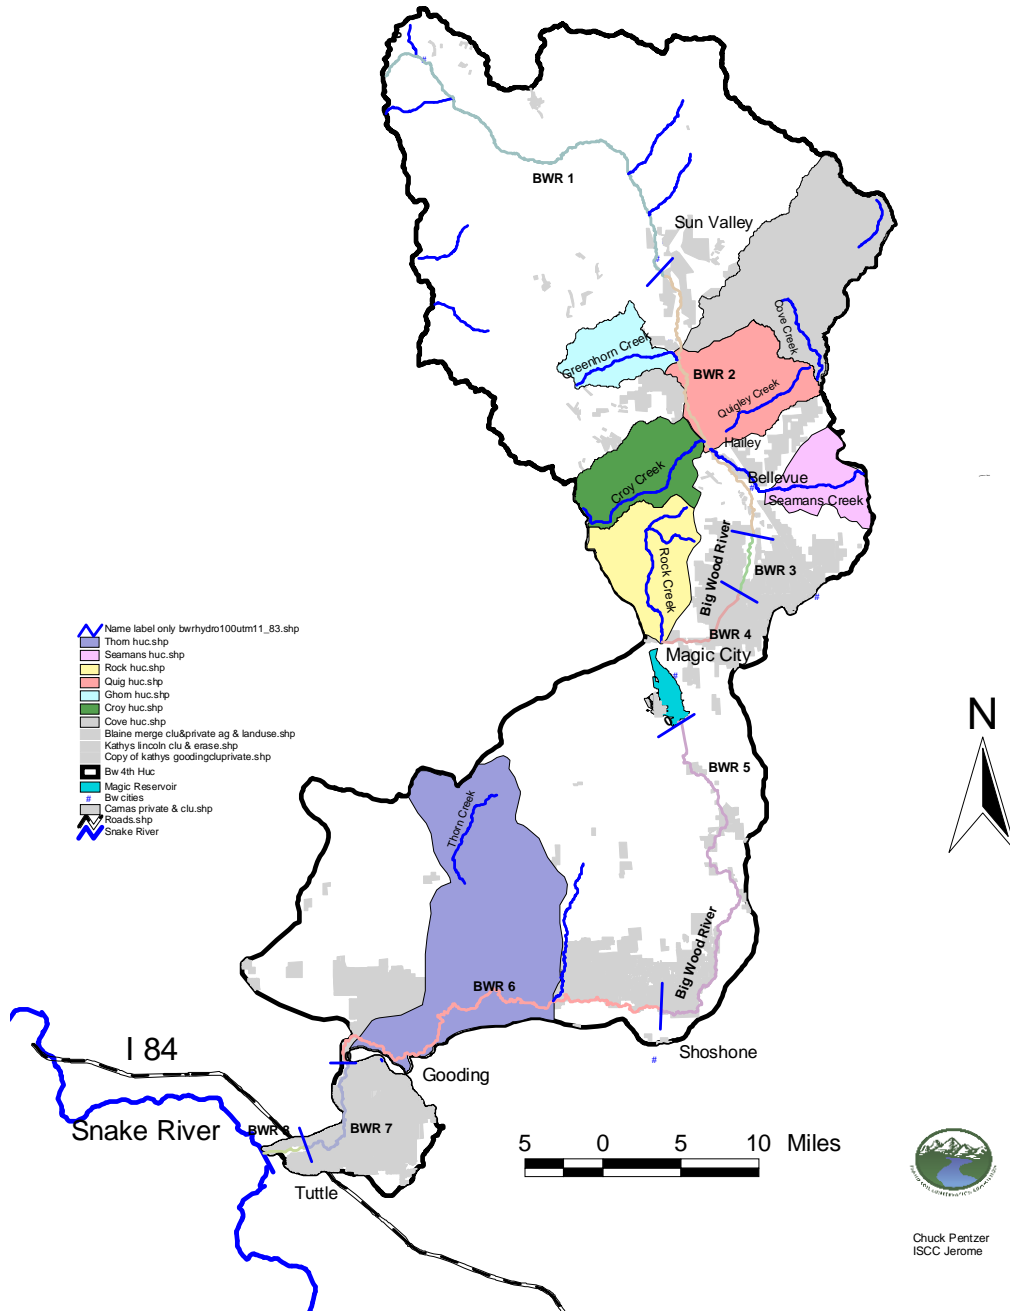 BWR 1
Sun Valley
Cove Creek
Greenhorn Creek
BWR 2
Quigley Creek
Hailey
Croy Creek
Bellevue
Seamans Creek
Big Wood River
Rock Creek
BWR 3
BWR 4
Magic City
Name label only bwrhydro100utm11_83.shp
Thorn huc.shp
Seamans huc.shp
Rock huc.shp
Quig huc.shp
Ghorn huc.shp
Croy huc.shp
Cove huc.shp
Blaine merge clu&private ag & landuse.shp
Kathys lincoln clu & erase.shp
Copy of kathys goodingcluprivate.shp
Bw 4th Huc
Magic Reservoir
# Bw cities
Camas private & clu.shp
Roads.shp
Snake River
N
BWR 5
Thorn Creek
Big Wood River
BWR 6
I 84
Shoshone
Gooding
Snake River
BWR 8
BWR 7
Tuttle
5 0 5 10 Miles
Chuck Pentzer
ISCC Jerome